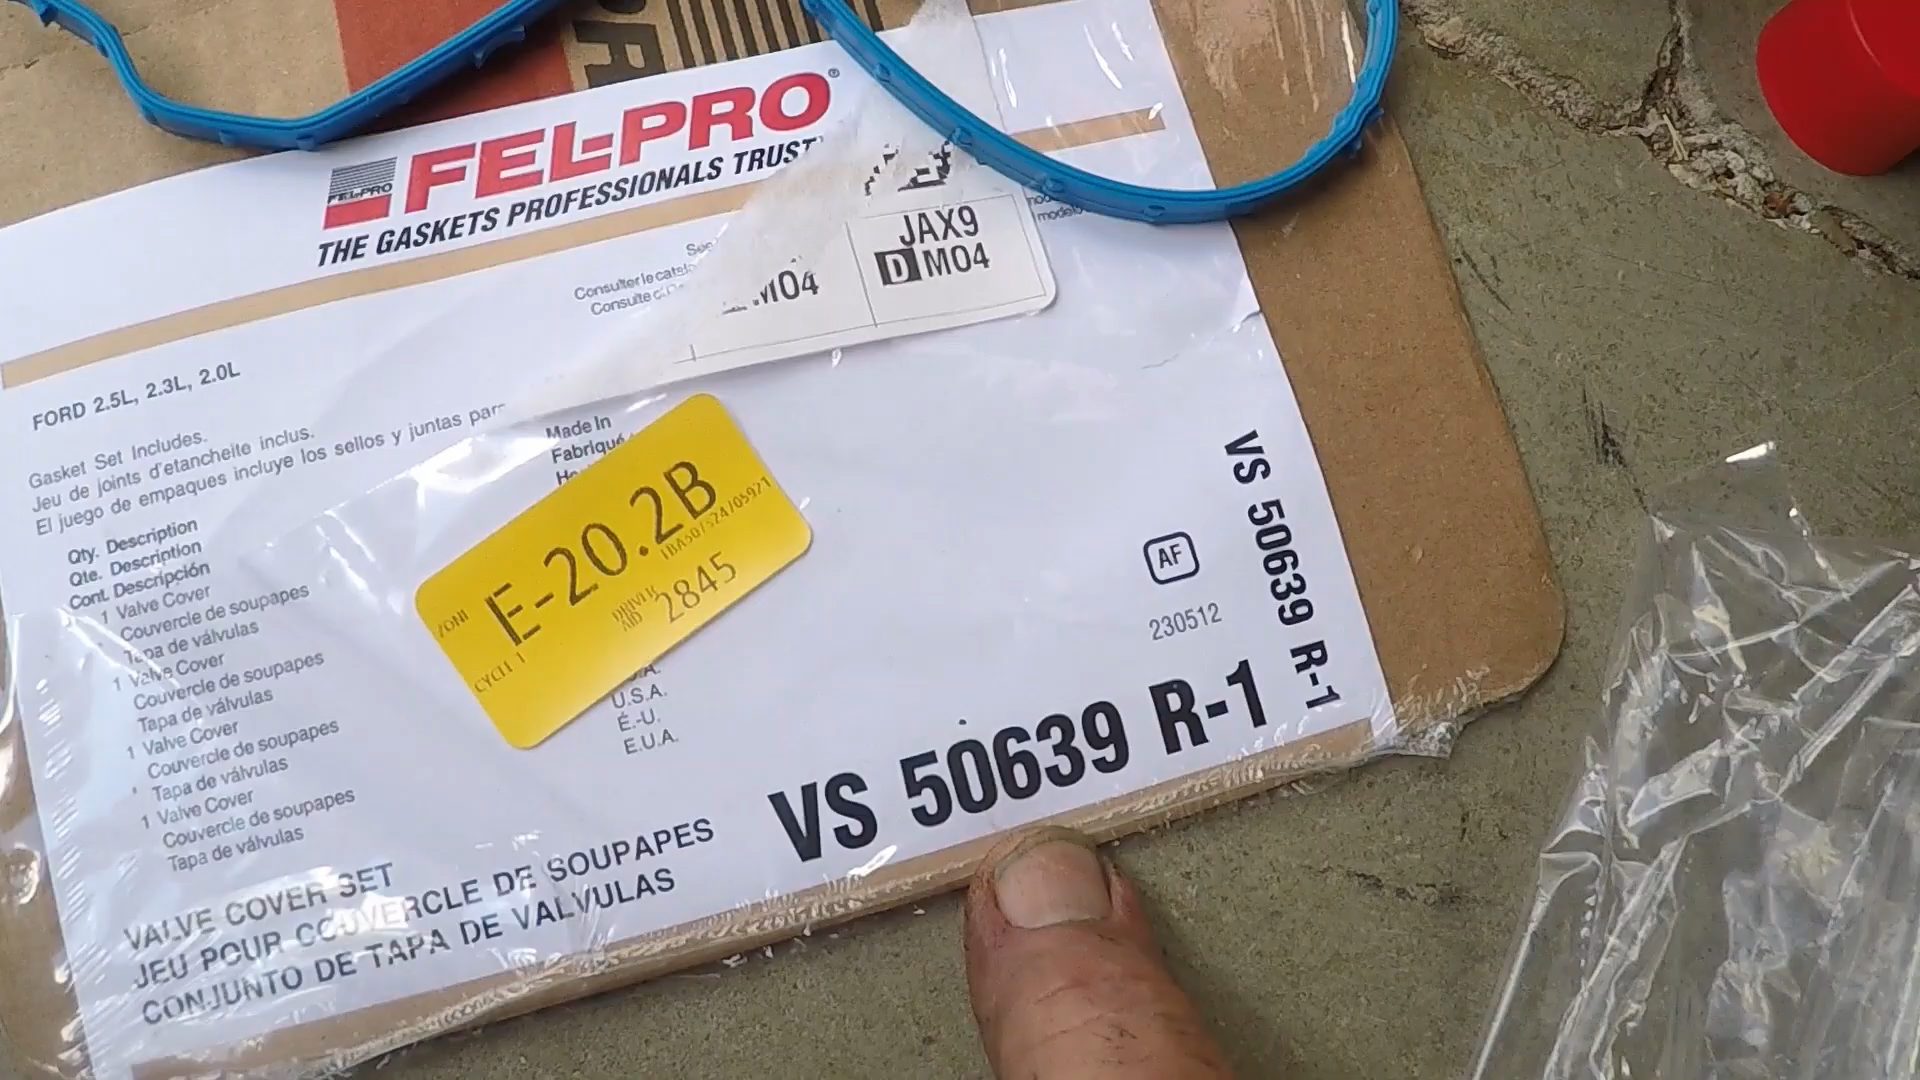 FEL-PRO
FEL-PRO®
THE GASKETS PROFESSIONALS TRUST
JAX9
D M04
M04
Consulter le
FORD 2.5L, 2.3L, 2.0L
Gasket Set Includes.
Jeu de joints d'etancheite inclus.
El juego de empaques incluye los sellos y juntas para
Made In
Fabriqué
Qty. Description
Qte. Description
Cont. Descripción
1 Valve Cover
Couvercle de soupapes
Tapa de válvulas
1 Valve Cover
Couvercle de soupapes
Tapa de válvulas
1 Valve Cover
Couvercle de soupapes
Tapa de válvulas
1 Valve Cover
Couvercle de soupapes
Tapa de válvulas
E-20.2B
CYCLE 1
2845
U.S.A.
É.-U.
E.U.A.
AF
230512
VS 50639 R-1
VS 50639 R-1
VALVE COVER SET
JEU POUR COUVERCLE DE SOUPAPES
CONJUNTO DE TAPA DE VALVULAS